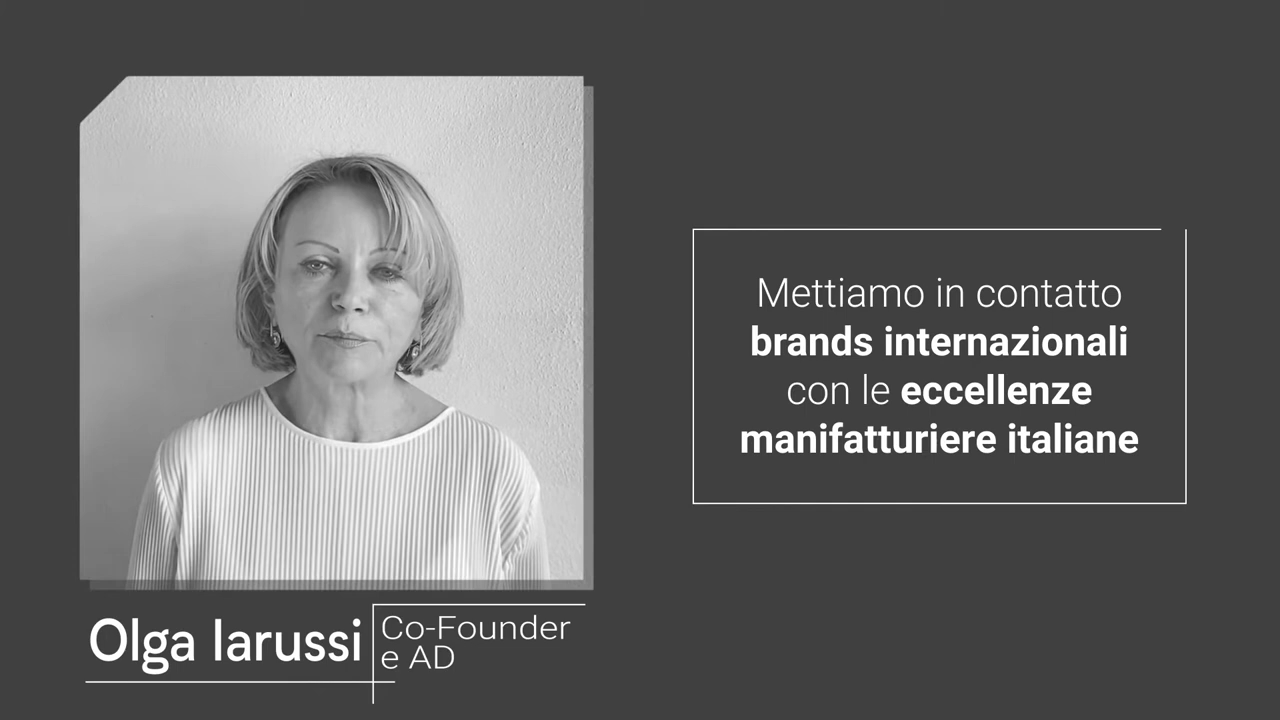 Mettiamo in contatto
brands internazionali
con le eccellenze
manifatturiere italiane
Olga Iarussi
Co-Founder
e AD